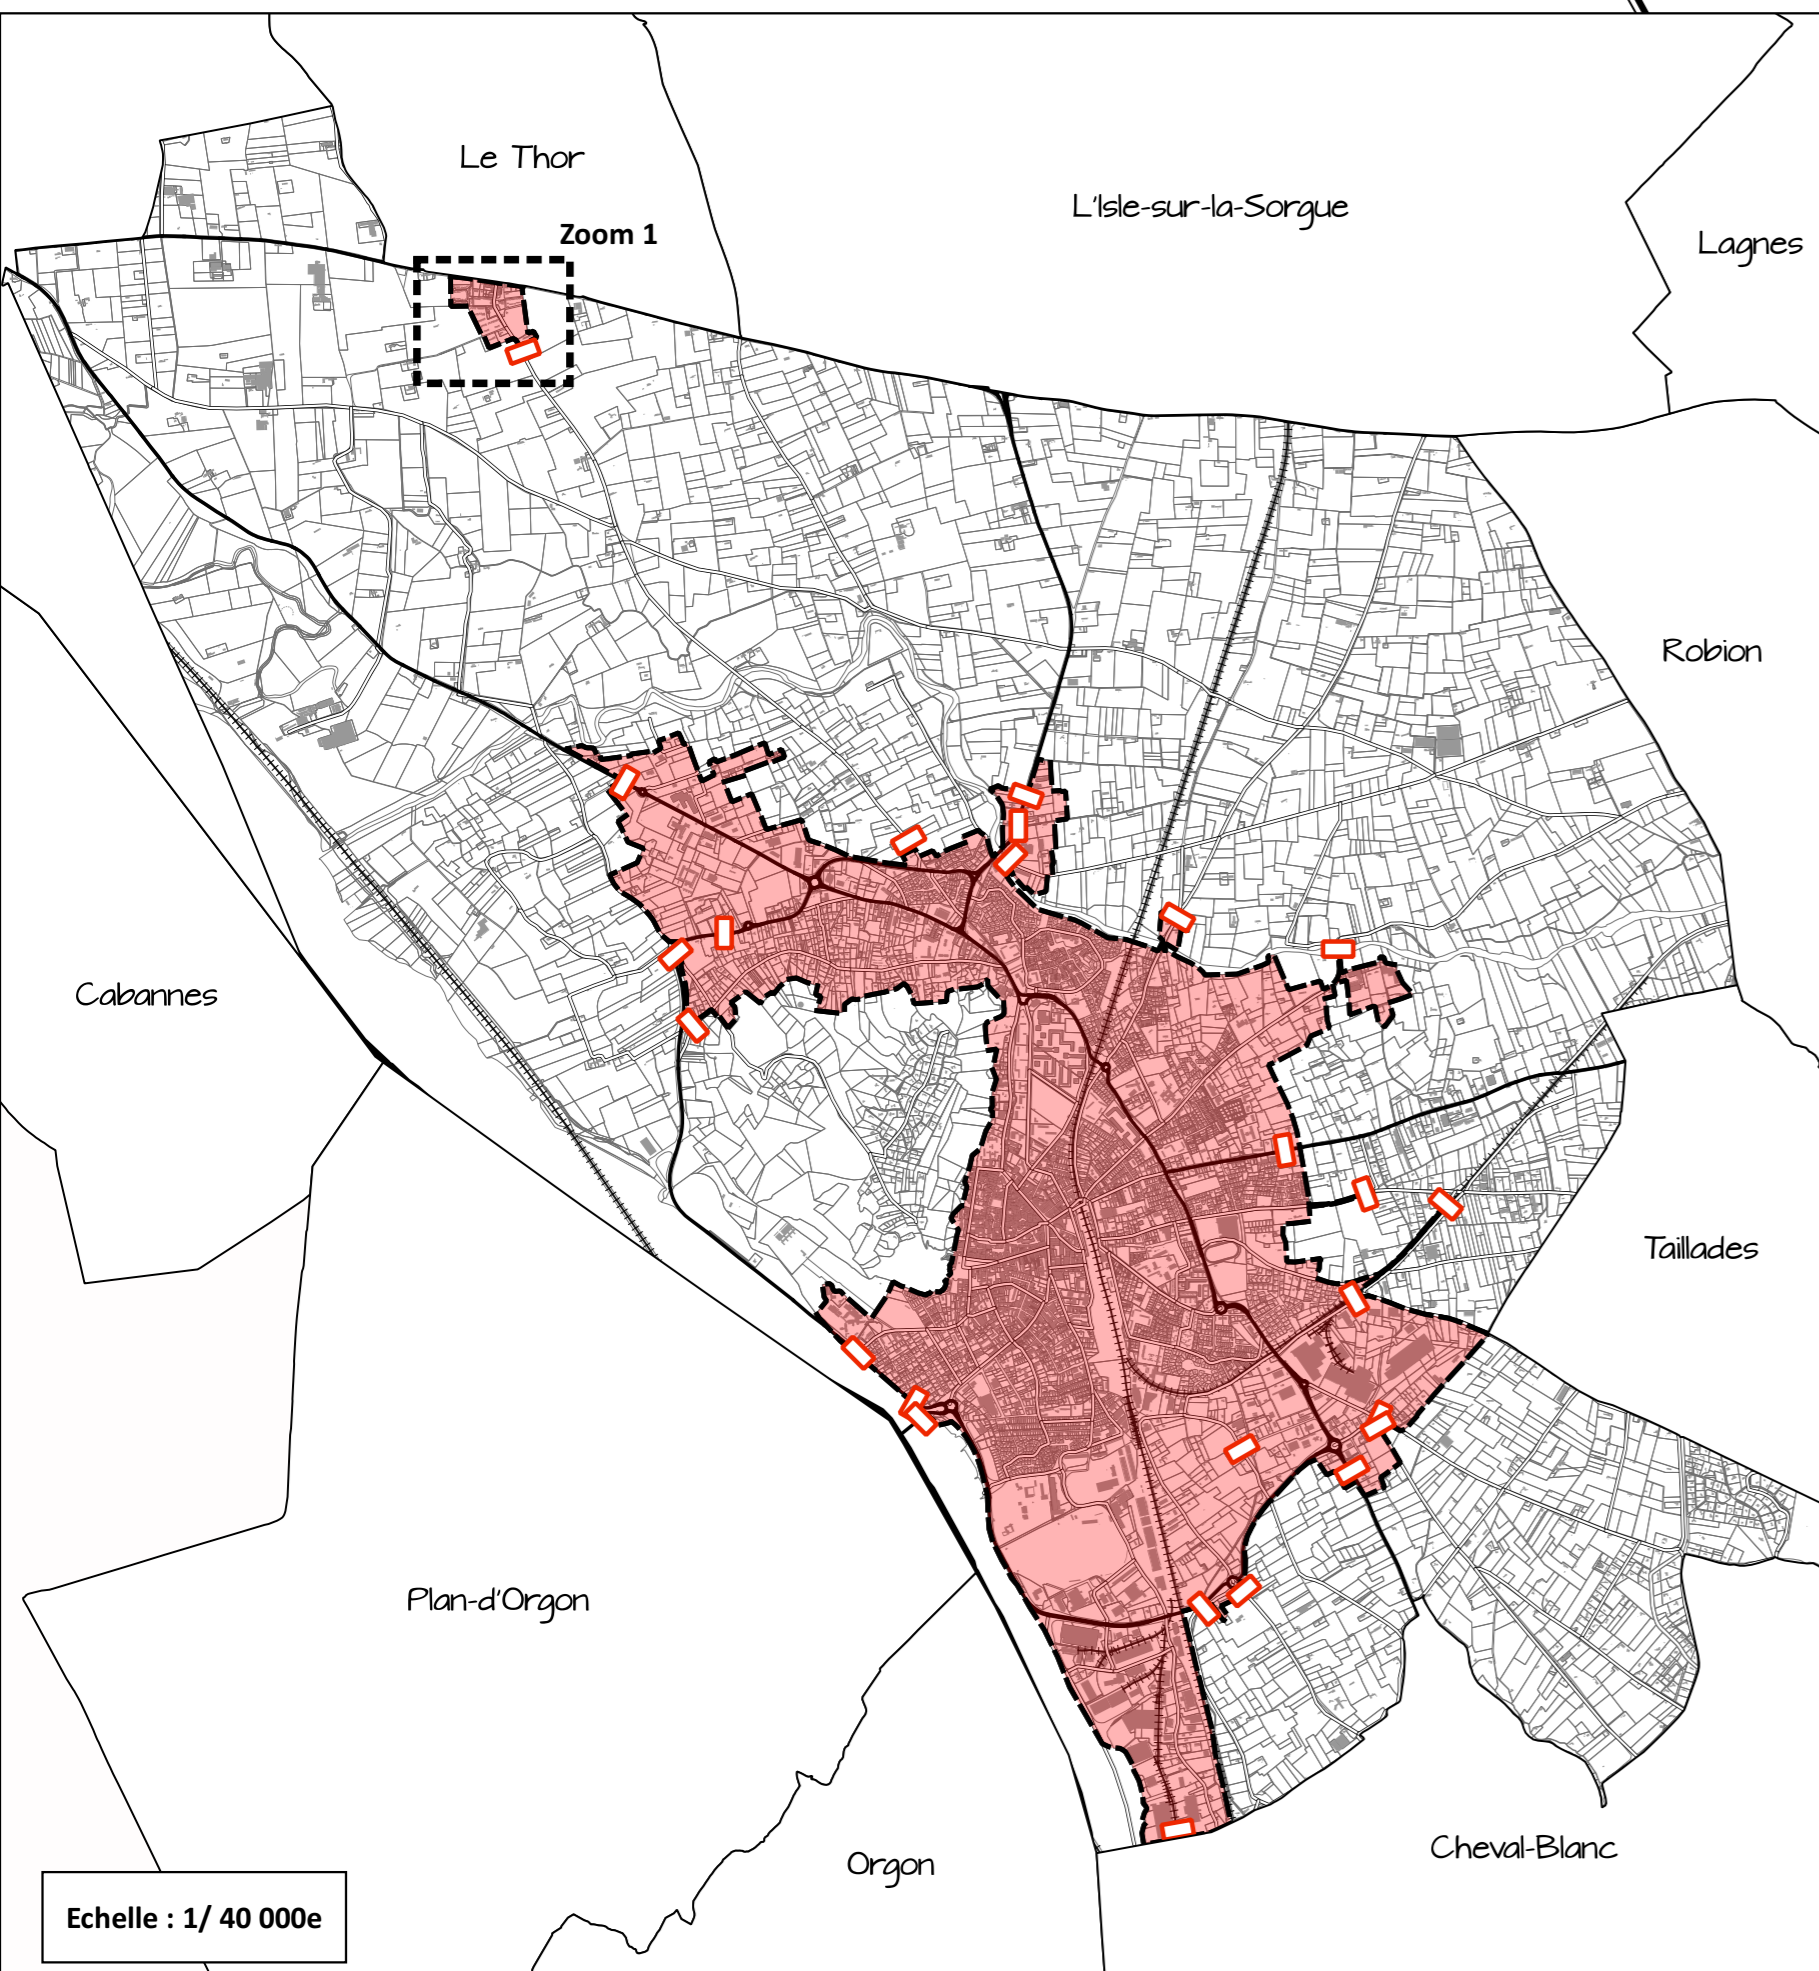 Le Thor
Zoom 1
L'Isle-sur-la-Sorgue
Lagnes
Robion
Cabannes
Taillades
Plan-d'Orgon
Orgon
Cheval-Blanc
Echelle : 1/ 40 000e